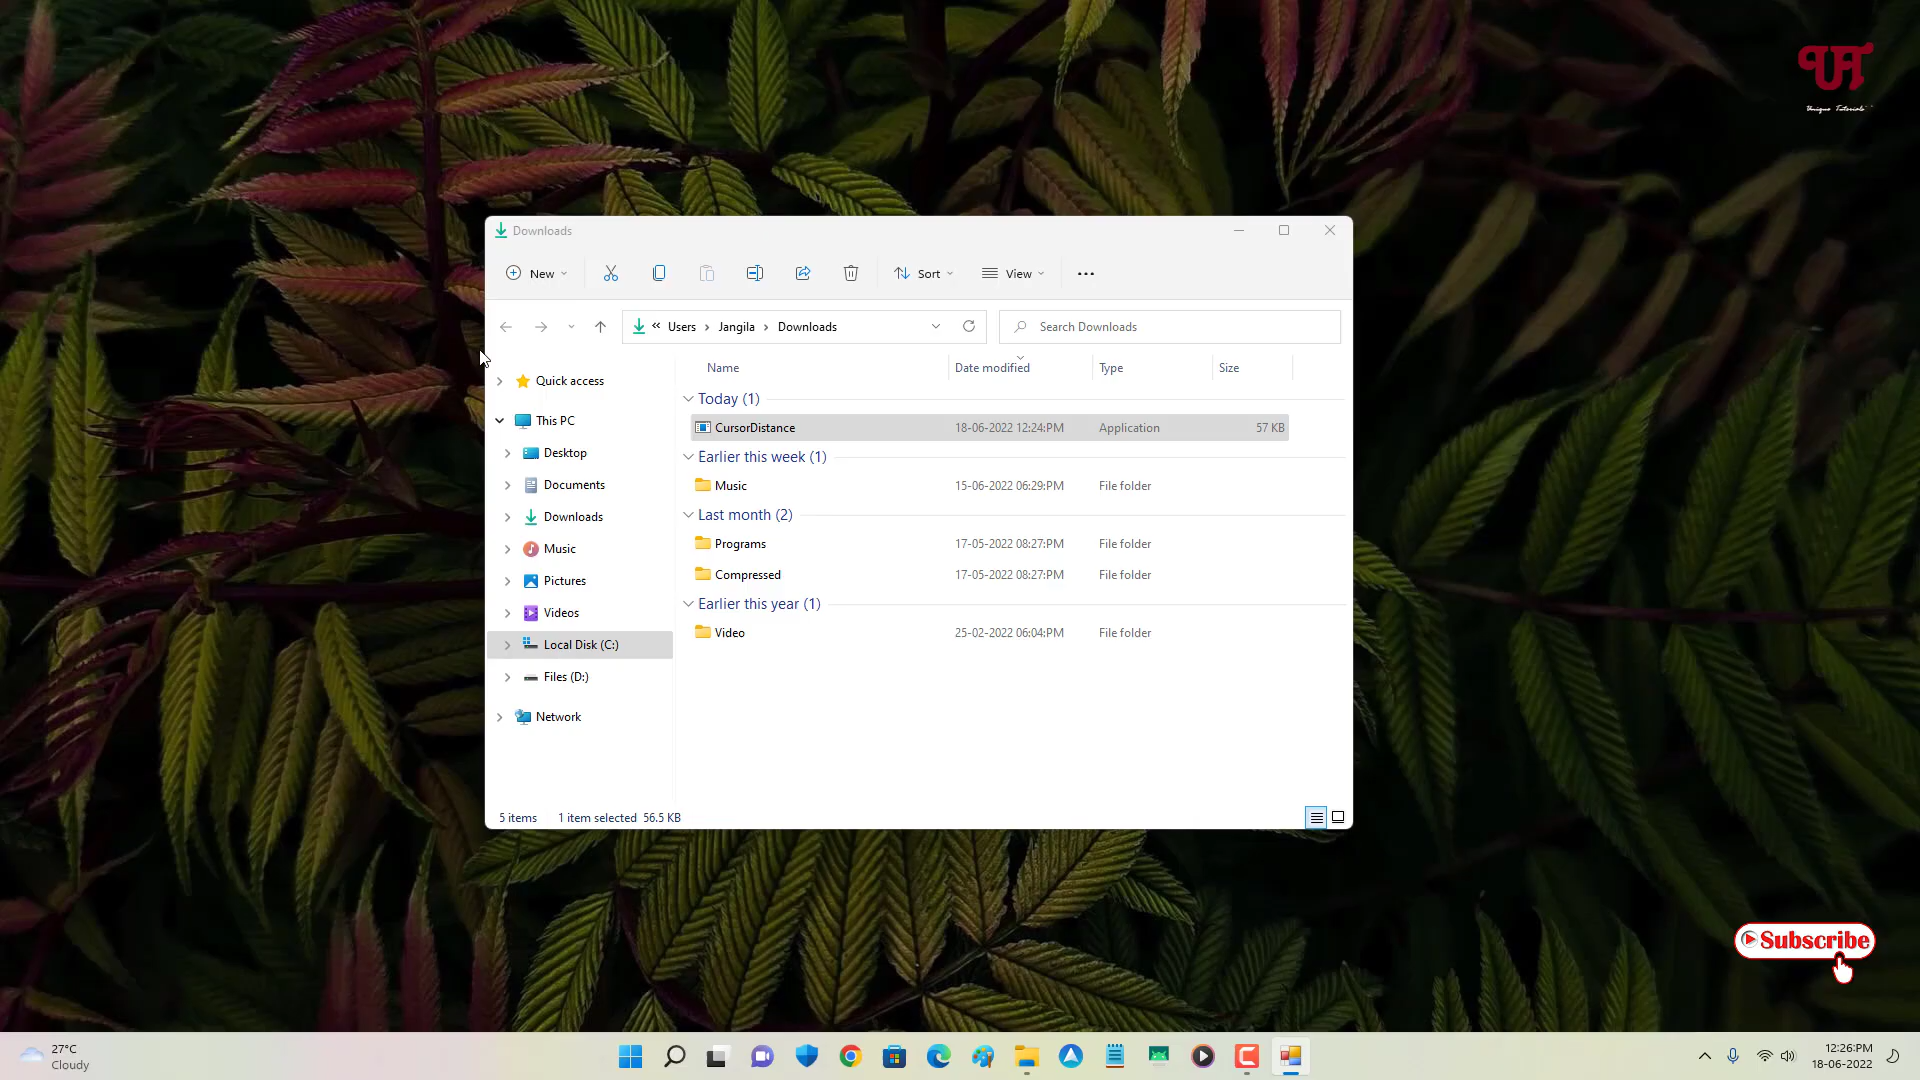 UT
Unique Tutorials
Downloads
New
Sort
View
« Users > Jangila > Downloads
Search Downloads
Name Date modified Type Size
Quick access
This PC
Desktop
Documents
Downloads
Music
Pictures
Videos
Local Disk (C:)
Files (D:)
Network
Today (1)
CursorDistance 18-06-2022 12:24:PM Application 57 KB
Earlier this week (1)
Music 15-06-2022 06:29:PM File folder
Last month (2)
Programs 17-05-2022 08:27:PM File folder
Compressed 17-05-2022 08:27:PM File folder
Earlier this year (1)
Video 25-02-2022 06:04:PM File folder
5 items 1 item selected 56.5 KB
Subscribe
27°C
Cloudy
12:26:PM
18-06-2022